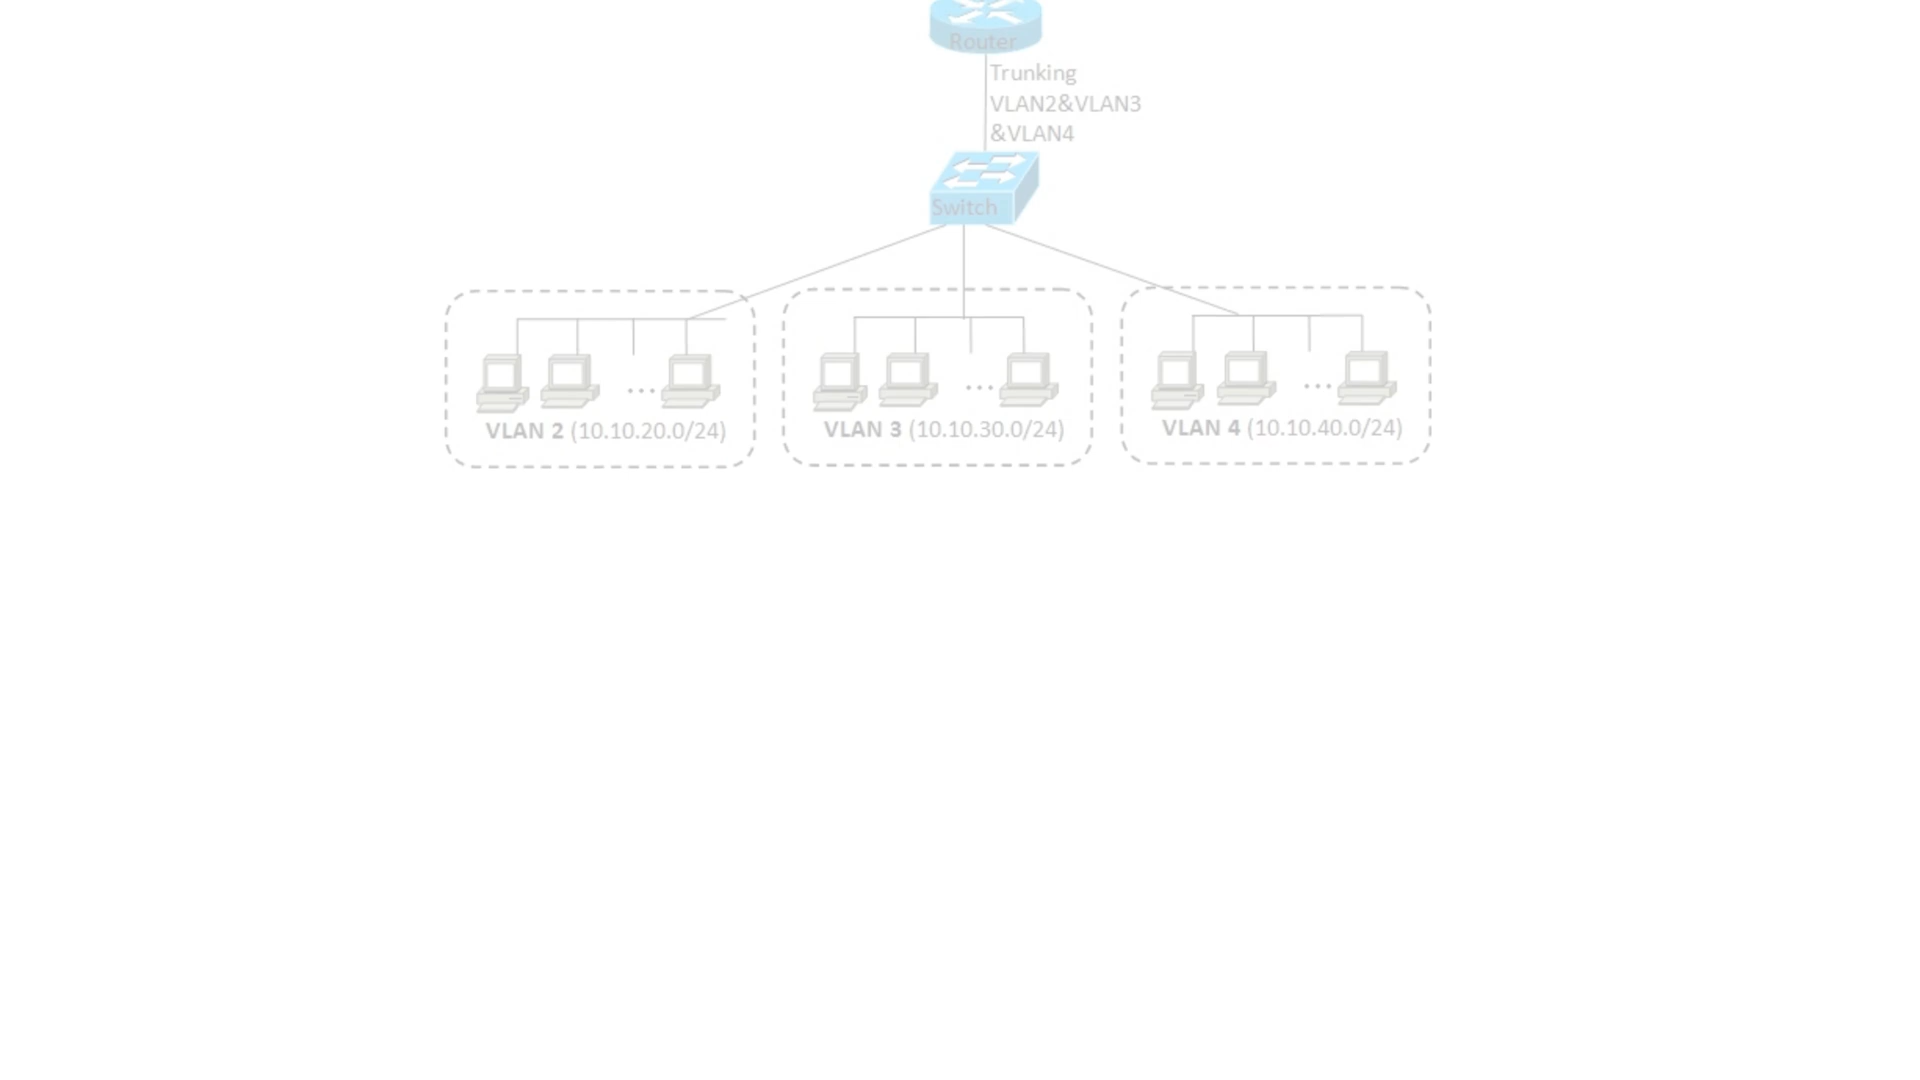 Router
Trunking
VLAN2&VLAN3
&VLAN4
Switch
VLAN 2 (10.10.20.0/24)
VLAN 3 (10.10.30.0/24)
VLAN 4 (10.10.40.0/24)